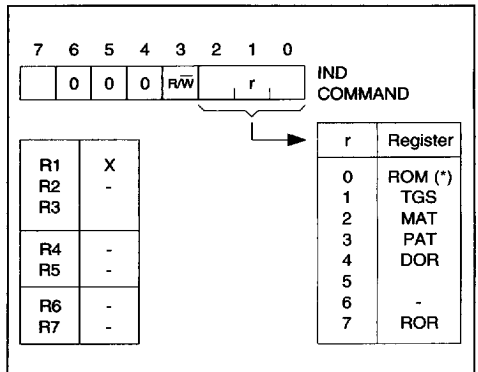 7 6 5 4 3 2 1 0
0 0 0 R/W̅ r
IND
COMMAND
R1 X
R2 -
R3
R4 -
R5 -
R6 -
R7 -
r Register
0 ROM (*)
1 TGS
2 MAT
3 PAT
4 DOR
5
6 -
7 ROR